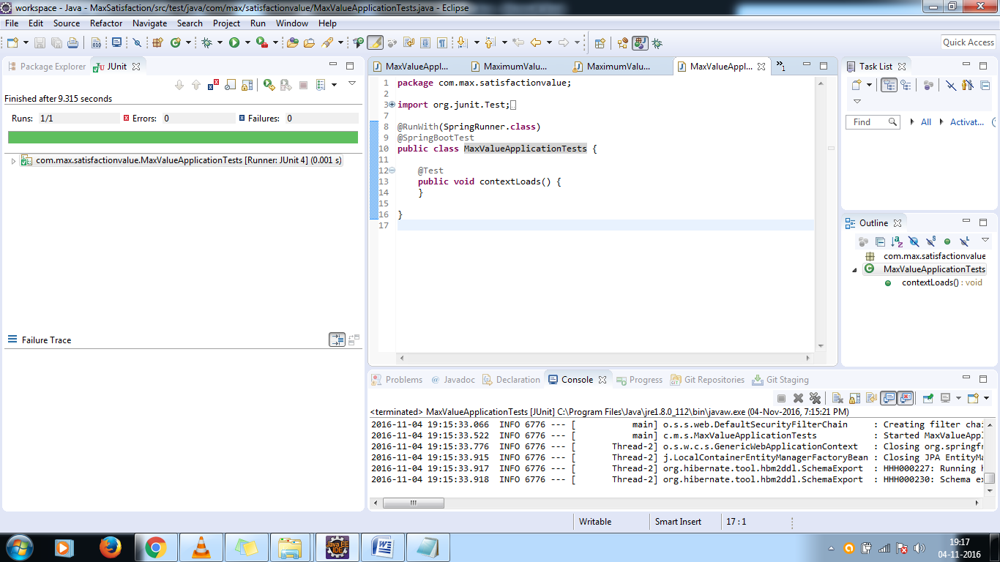 workspace - Java - MaxSatisfaction/src/test/java/com/max/satisfactionvalue/MaxValueApplicationTests.java - Eclipse
File Edit Source Refactor Navigate Search Project Run Window Help
Quick Access
Package Explorer JUnit
Finished after 9.315 seconds
Runs: 1/1 Errors: 0 Failures: 0
com.max.satisfactionvalue.MaxValueApplicationTests [Runner: JUnit 4] (0.001 s)
Failure Trace
MaxValueAppl... MaximumValu... MaximumValu... MaxValueAppl... »1
1 package com.max.satisfactionvalue;
2
3 import org.junit.Test;
7
8 @RunWith(SpringRunner.class)
9 @SpringBootTest
10 public class MaxValueApplicationTests {
11
12 @Test
13 public void contextLoads() {
14 }
15
16 }
17
Task List
Find All Activat...
Outline
com.max.satisfactionvalue
MaxValueApplicationTests
contextLoads() : void
Problems @ Javadoc Declaration Console Progress Git Repositories Git Staging
<terminated> MaxValueApplicationTests [JUnit] C:\Program Files\Java\jre1.8.0_112\bin\javaw.exe (04-Nov-2016, 7:15:21 PM)
2016-11-04 19:15:33.066 INFO 6776 --- [ main] o.s.s.web.DefaultSecurityFilterChain : Creating filter chai
2016-11-04 19:15:33.522 INFO 6776 --- [ main] c.m.s.MaxValueApplicationTests : Started MaxValueAppl
2016-11-04 19:15:33.776 INFO 6776 --- [ Thread-2] o.s.w.c.s.GenericWebApplicationContext : Closing org.springfr
2016-11-04 19:15:33.915 INFO 6776 --- [ Thread-2] j.LocalContainerEntityManagerFactoryBean : Closing JPA EntityMa
2016-11-04 19:15:33.917 INFO 6776 --- [ Thread-2] org.hibernate.tool.hbm2ddl.SchemaExport : HHH000227: Running h
2016-11-04 19:15:33.918 INFO 6776 --- [ Thread-2] org.hibernate.tool.hbm2ddl.SchemaExport : HHH000230: Schema ex
Writable Smart Insert 17 : 1
Java EE
IDE
19:17
04-11-2016